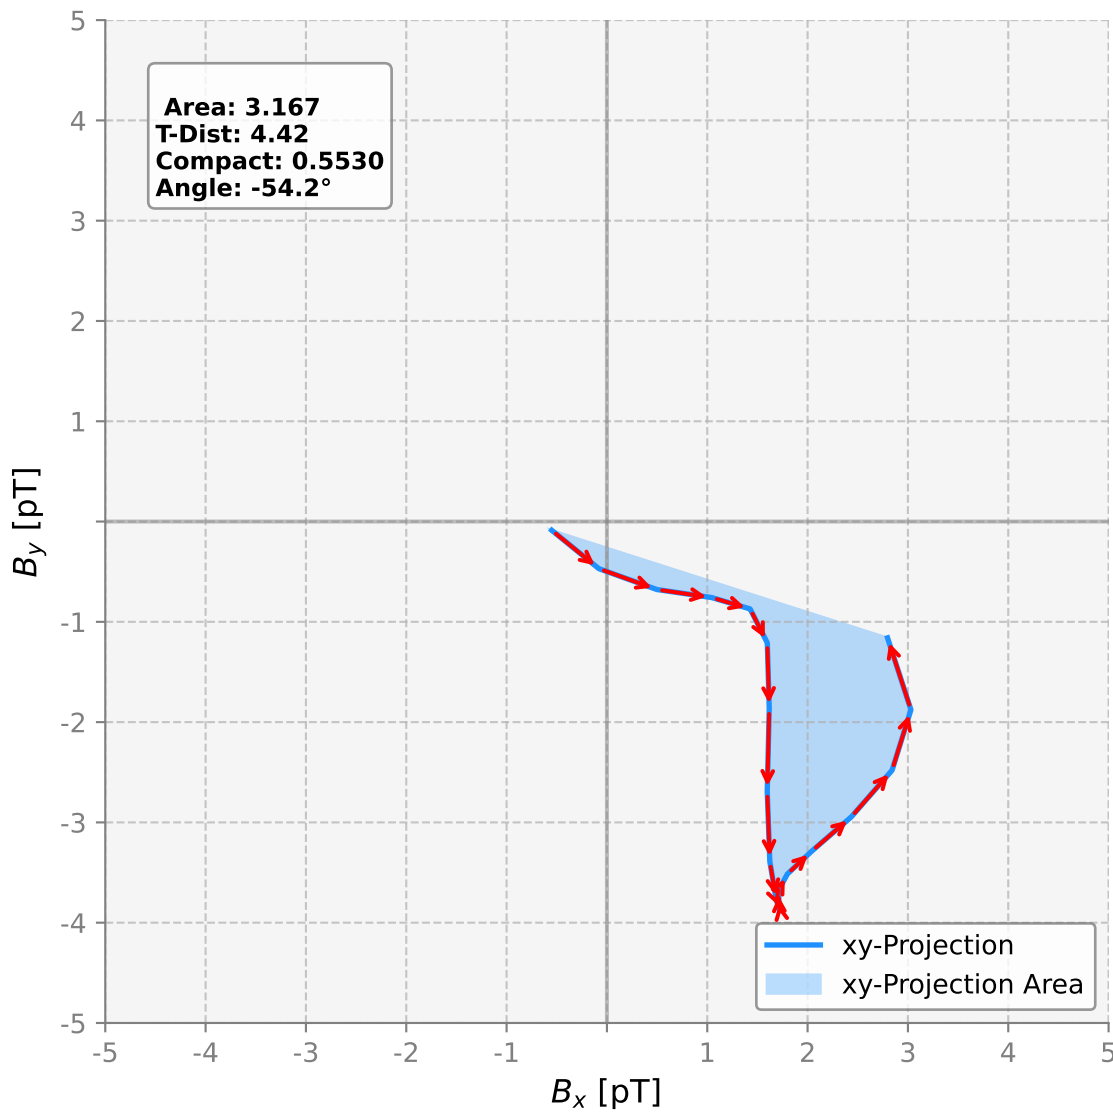 5
4
3
2
1
-1
-2
-3
-4
-5
-5
-4
-3
-2
-1
1
2
3
4
5
B_y [pT]
B_x [pT]
Area: 3.167
T-Dist: 4.42
Compact: 0.5530
Angle: -54.2°
xy-Projection
xy-Projection Area